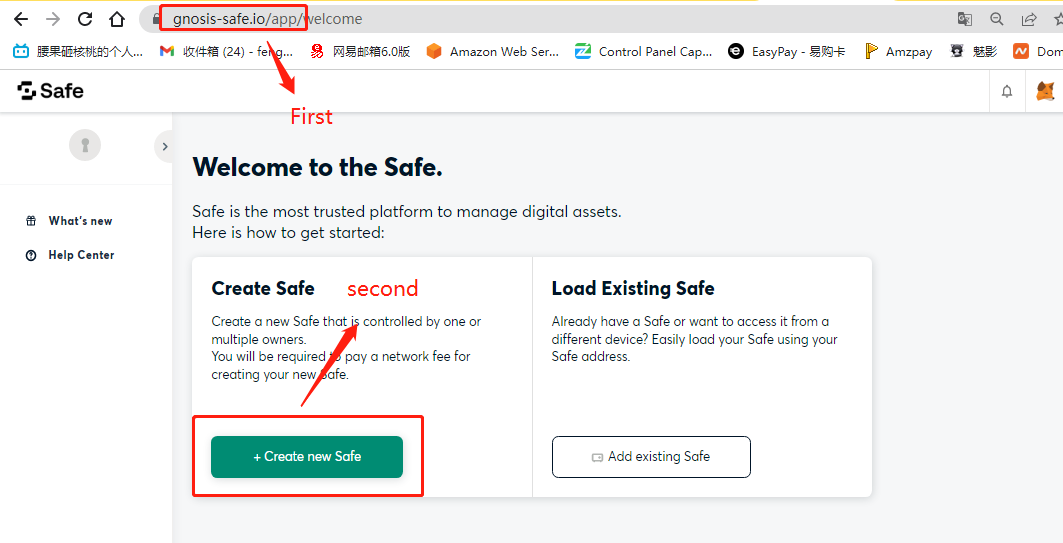 gnosis-safe.io/app/welcome
腰果砸核桃的个人...
收件箱 (24) - feng...
网易邮箱6.0版
Amazon Web Ser...
Control Panel Cap...
EasyPay - 易购卡
Amzpay
魅影
Dom
Safe
First
Welcome to the Safe.
What's new
Safe is the most trusted platform to manage digital assets.
Here is how to get started:
Help Center
Create Safe
second
Create a new Safe that is controlled by one or
multiple owners.
You will be required to pay a network fee for
creating your new Safe.
+ Create new Safe
Load Existing Safe
Already have a Safe or want to access it from a
different device? Easily load your Safe using your
Safe address.
Add existing Safe